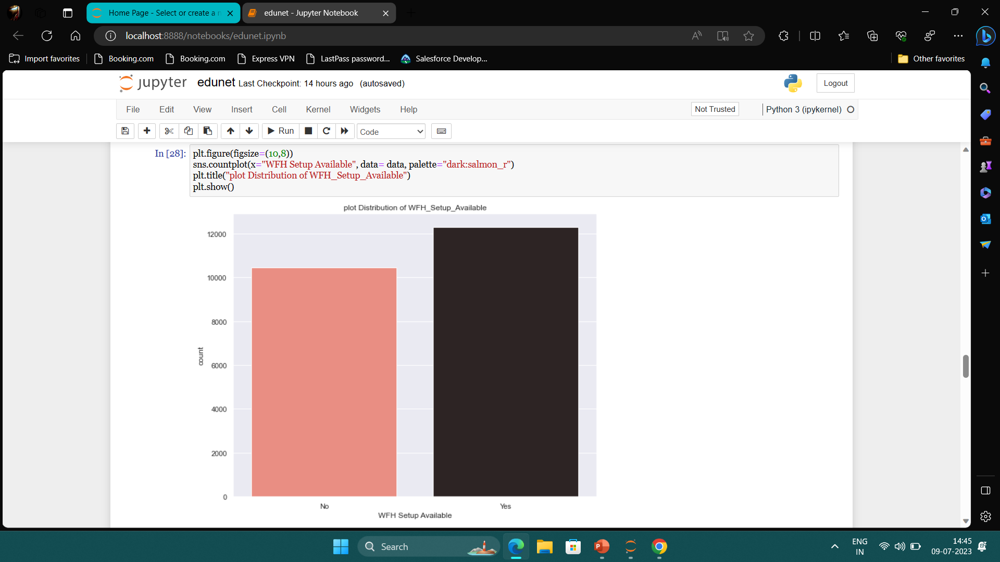 Home Page - Select or create a n
edunet - Jupyter Notebook
localhost:8888/notebooks/edunet.ipynb
Import favorites
Booking.com
Booking.com
Express VPN
LastPass password...
Salesforce Develop...
Other favorites
jupyter edunet Last Checkpoint: 14 hours ago (autosaved)
Logout
File Edit View Insert Cell Kernel Widgets Help
Not Trusted
Python 3 (ipykernel)
Run
Code
In [28]: plt.figure(figsize=(10,8))
sns.countplot(x="WFH Setup Available", data= data, palette="dark:salmon_r")
plt.title("plot Distribution of WFH_Setup_Available")
plt.show()
plot Distribution of WFH_Setup_Available
12000
10000
8000
6000
4000
2000
0
count
No Yes
WFH Setup Available
Search
ENG
IN
14:45
09-07-2023